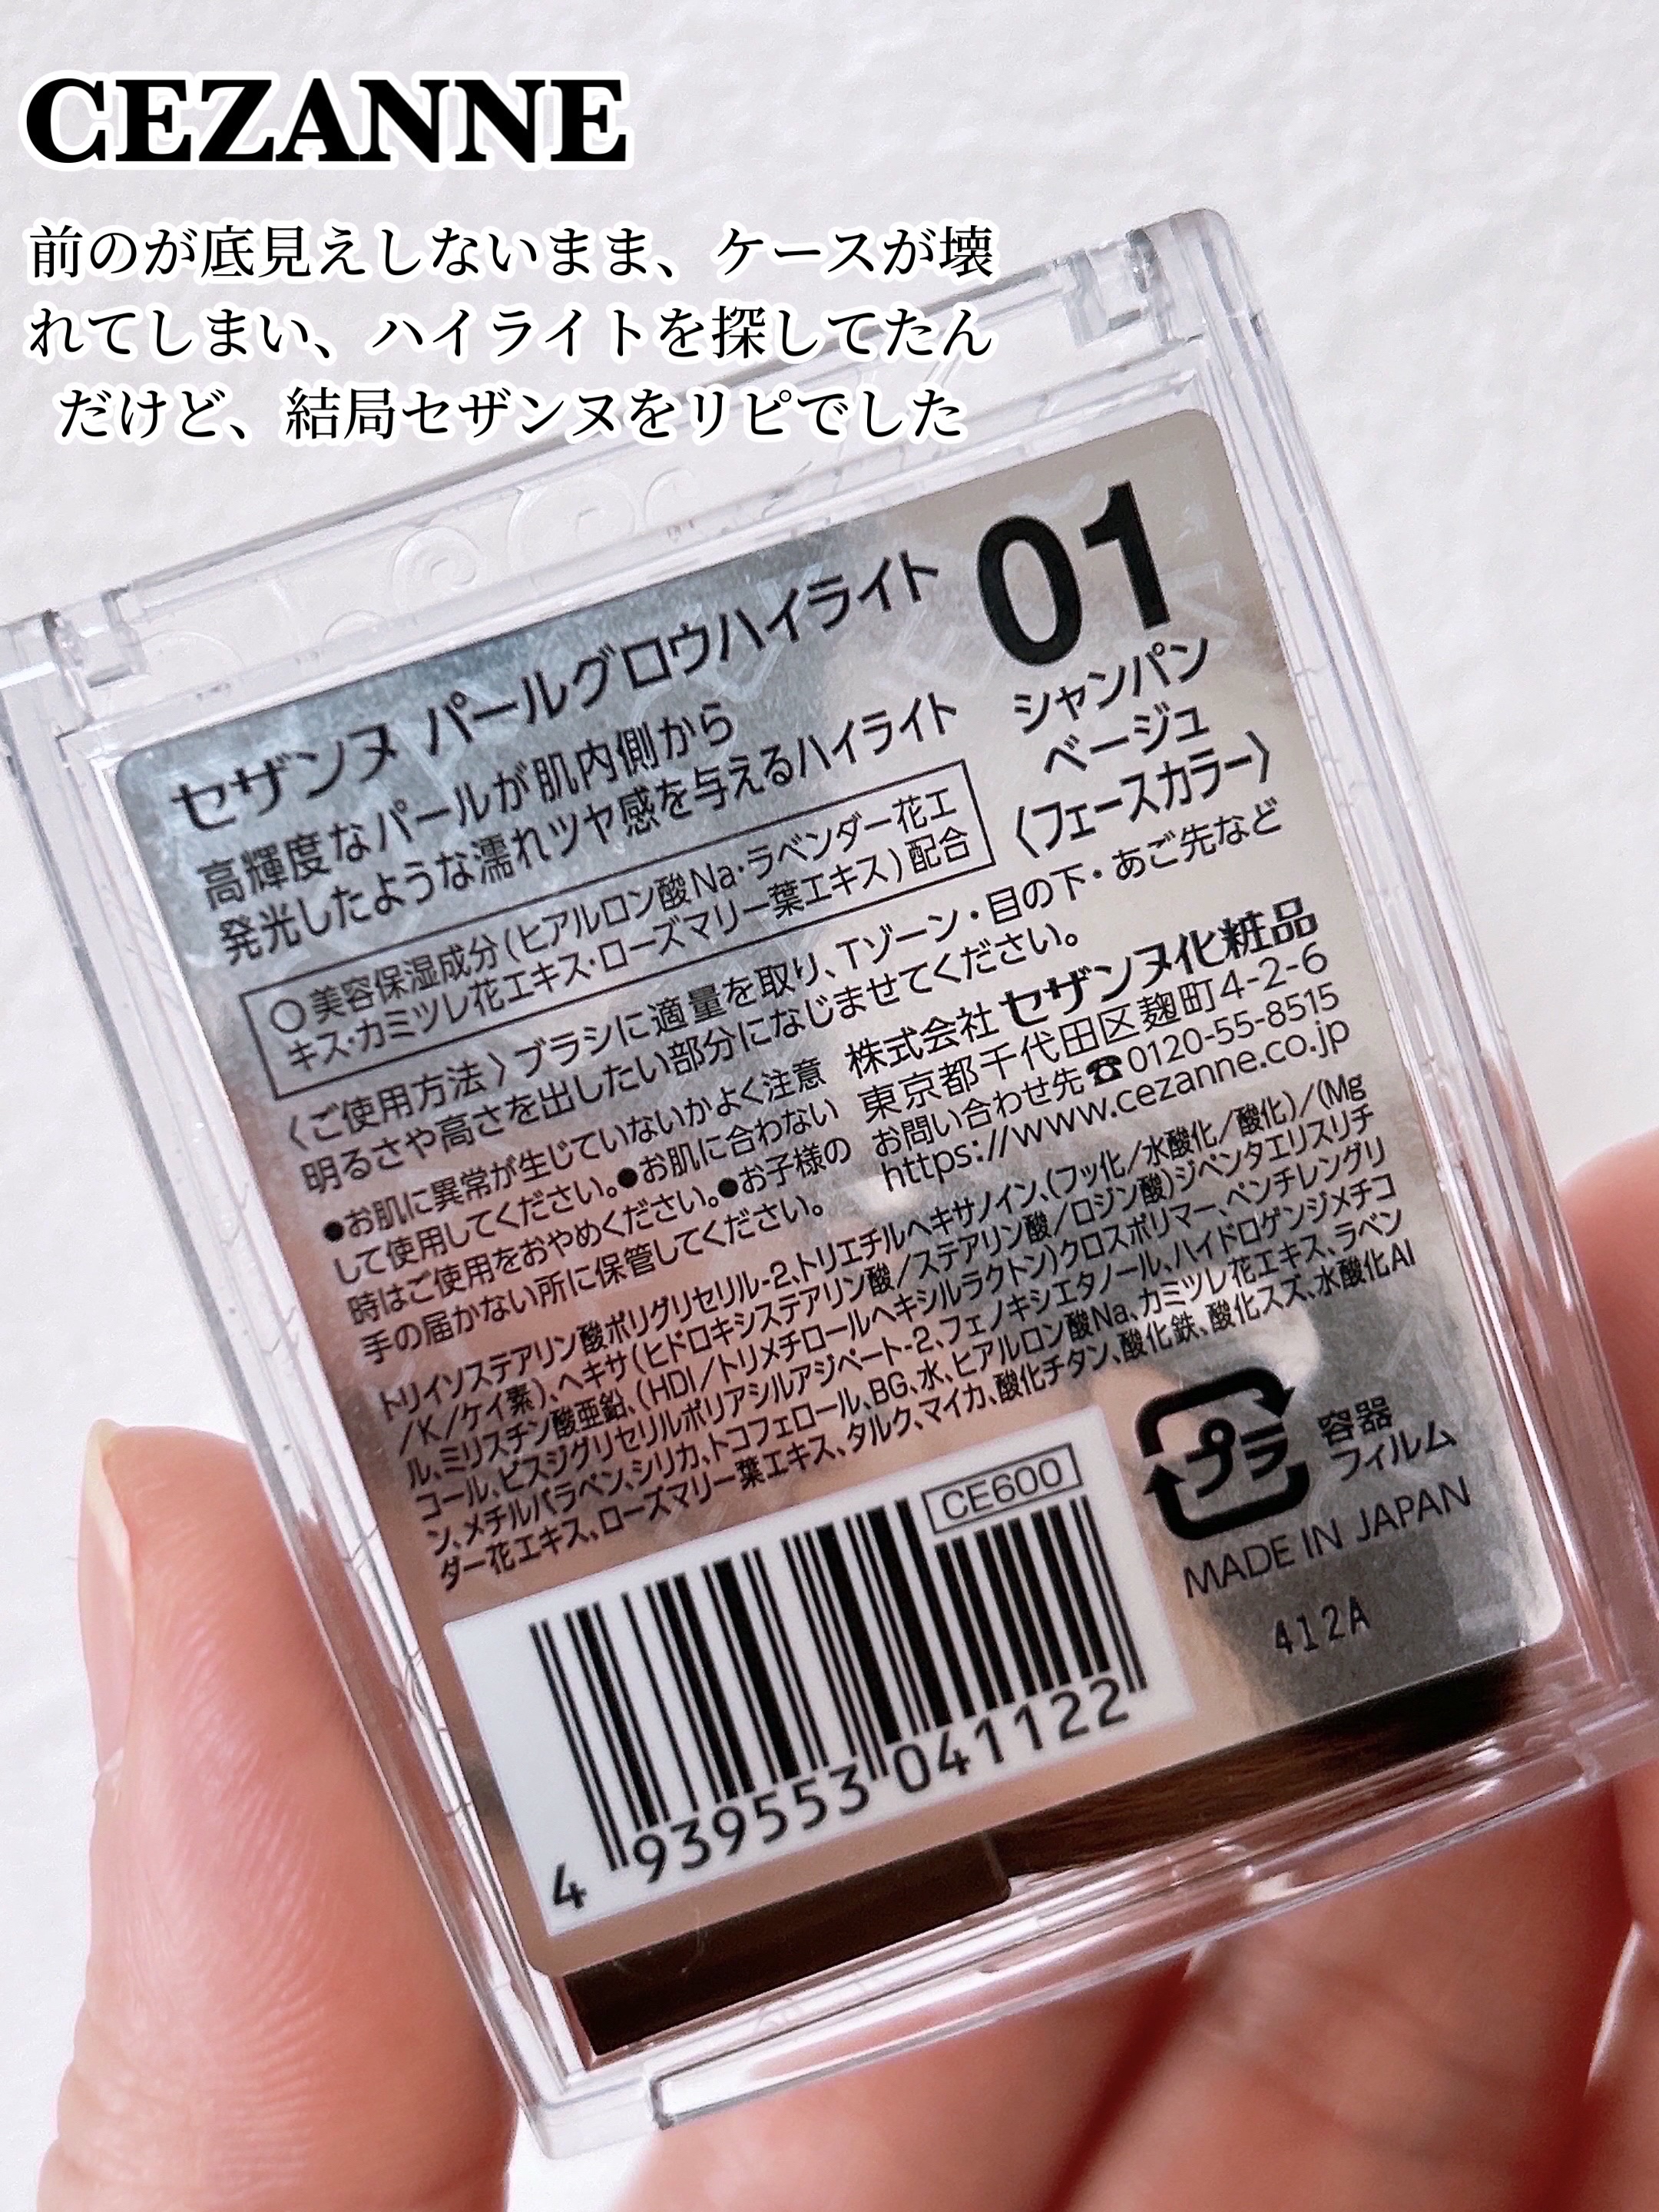 CEZANNE
前のが底見えしないまま、ケースが壊
れてしまい、ハイライトを探してたん
だけど、結局セザンヌをリピでした
セザンヌ パールグロウハイライト
高輝度なパールが肌内側から
発光したような濡れツヤ感を与えるハイライト
01
シャンパン
ベージュ
〈フェースカラー〉
○美容保湿成分(ヒアルロン酸Na・ラベンダー花エ
キス・カミツレ花エキス・ローズマリー葉エキス)配合
〈ご使用方法〉ブラシに適量を取り、Tゾーン・目の下・あご先など
明るさや高さを出したい部分になじませてください。
●お肌に異常が生じていないかよく注意
して使用してください。●お肌に合わない
時はご使用をおやめください。●お子様の
手の届かない所に保管してください。
株式会社 セザンヌ化粧品
東京都千代田区麹町4-2-6
お問い合わせ先☎0120-55-8515
https://www.cezanne.co.jp
トリイソステアリン酸ポリグリセリル-2、トリエチルヘキサノイン、(フッ化/水酸化/酸化)/(Mg
/K/ケイ素)、ヘキサ(ヒドロキシステアリン酸/ステアリン酸/ロジン酸)ジペンタエリスリチ
ル、ミリスチン酸亜鉛、(HDI/トリメチロールヘキシルラクトン)クロスポリマー、ペンチレングリ
コール、ビスジグリセリルポリアシルアジペート-2、フェノキシエタノール、ハイドロゲンジメチコ
ン、メチルパラベン、シリカ、トコフェロール、BG、水、ヒアルロン酸Na、カミツレ花エキス、ラベン
ダー花エキス、ローズマリー葉エキス、タルク、マイカ、酸化チタン、酸化鉄、酸化スズ、水酸化Al
CE600
4 939553 041122
プラ
容器
フィルム
MADE IN JAPAN
412A